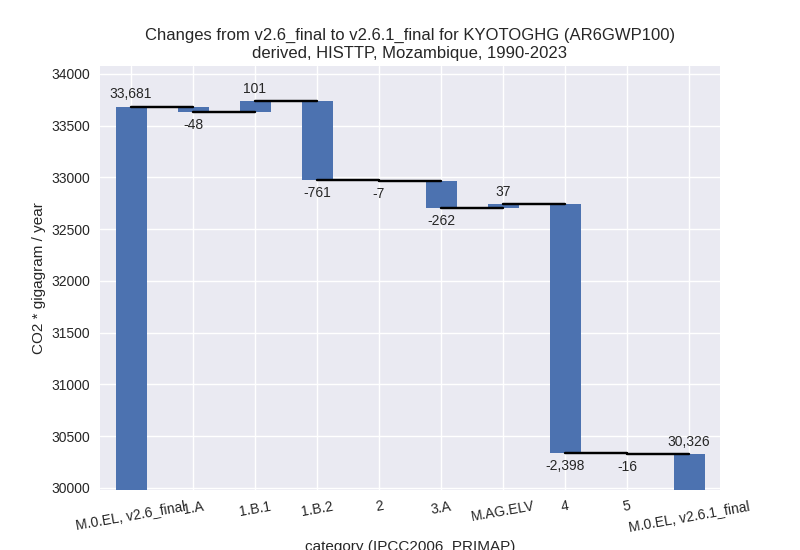 Changes from v2.6_final to v2.6.1_final for KYOTOGHG (AR6GWP100)
derived, HISTTP, Mozambique, 1990-2023
CO2 * gigagram / year
34000
33500
33000
32500
32000
31500
31000
30500
30000
33,681
-48
101
-761
-7
-262
37
-2,398
-16
30,326
M.0.EL, v2.6_final
1.A
1.B.1
1.B.2
2
3.A
M.AG.ELV
4
5
M.0.EL, v2.6.1_final
category (IPCC2006_PRIMAP)